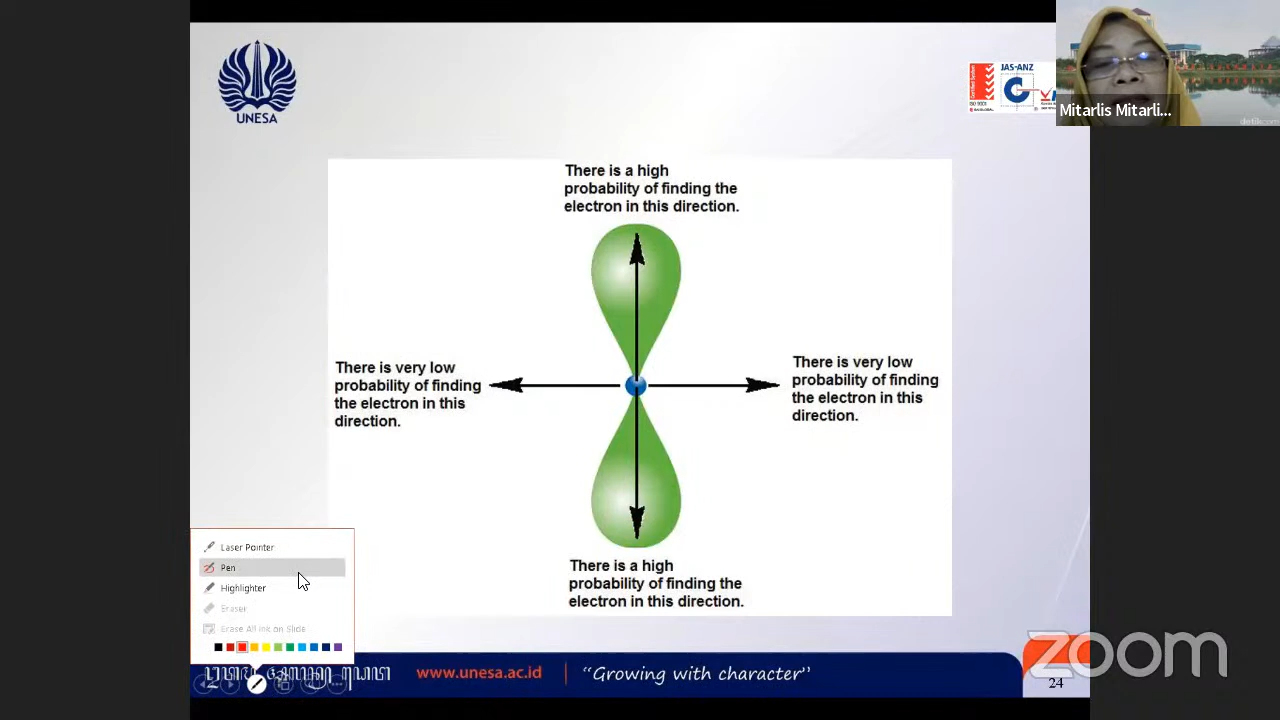 UNESA
JAS-ANZ
Mitarlis Mitarli...
detikcom
There is a high
probability of finding the
electron in this direction.
There is very low
probability of finding
the electron in this
direction.
There is very low
probability of finding
the electron in this
direction.
There is a high
probability of finding the
electron in this direction.
Laser Pointer
Pen
Highlighter
Eraser
Erase All Ink on Slide
www.unesa.ac.id
“Growing with character”
24
zoom